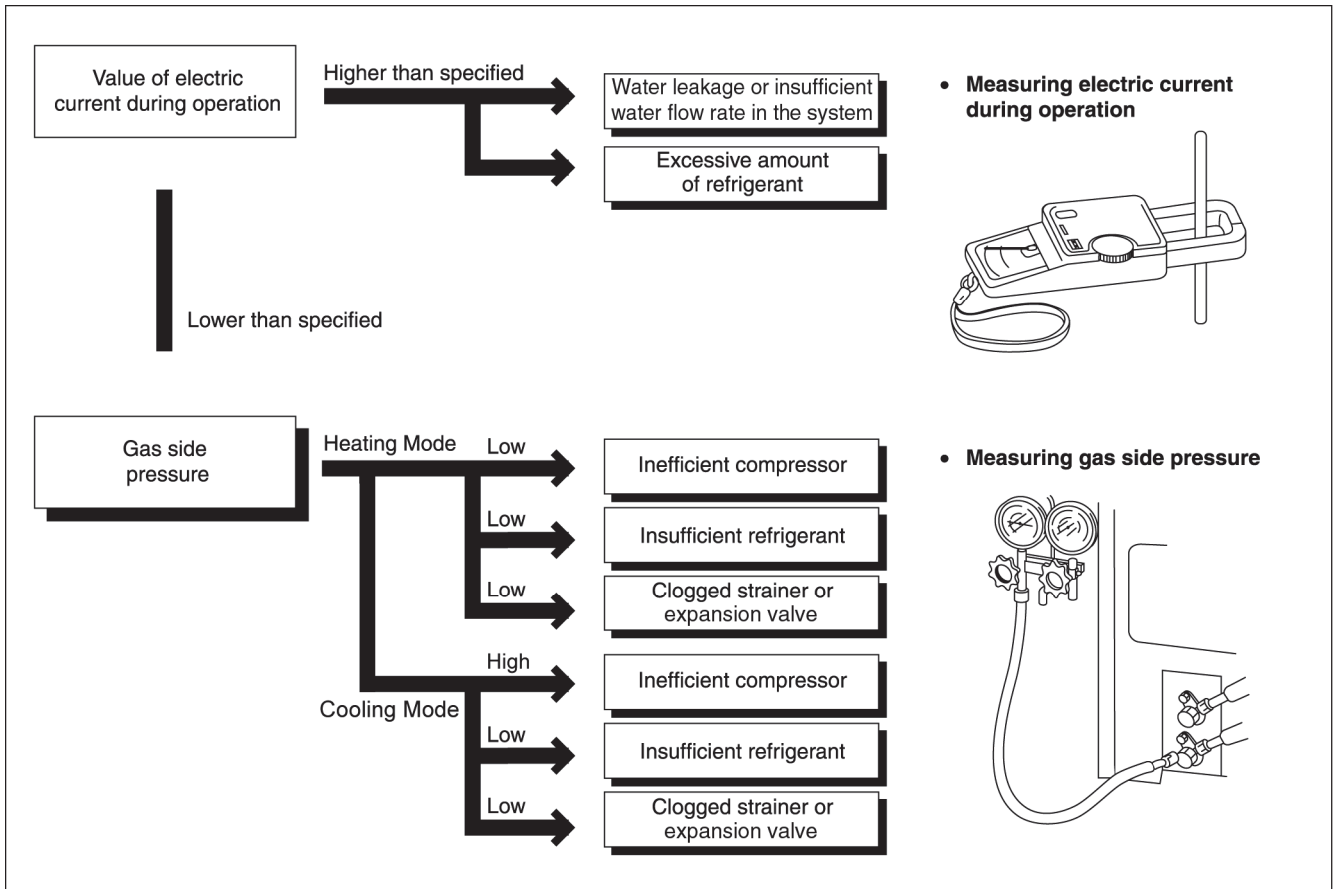 Value of electric
current during operation
Higher than specified
Water leakage or insufficient
water flow rate in the system
Excessive amount
of refrigerant
• Measuring electric current
during operation
Lower than specified
Gas side
pressure
Heating Mode
Low
Inefficient compressor
Low
Insufficient refrigerant
Low
Clogged strainer or
expansion valve
High
Inefficient compressor
Cooling Mode
Low
Insufficient refrigerant
Low
Clogged strainer or
expansion valve
• Measuring gas side pressure